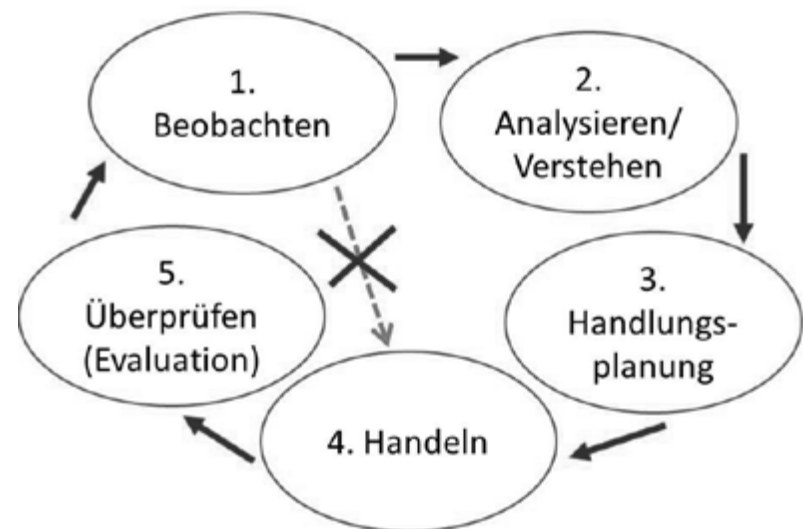 1.
Beobachten
2.
Analysieren/
Verstehen
3.
Handlungs-
planung
4. Handeln
5.
Überprüfen
(Evaluation)